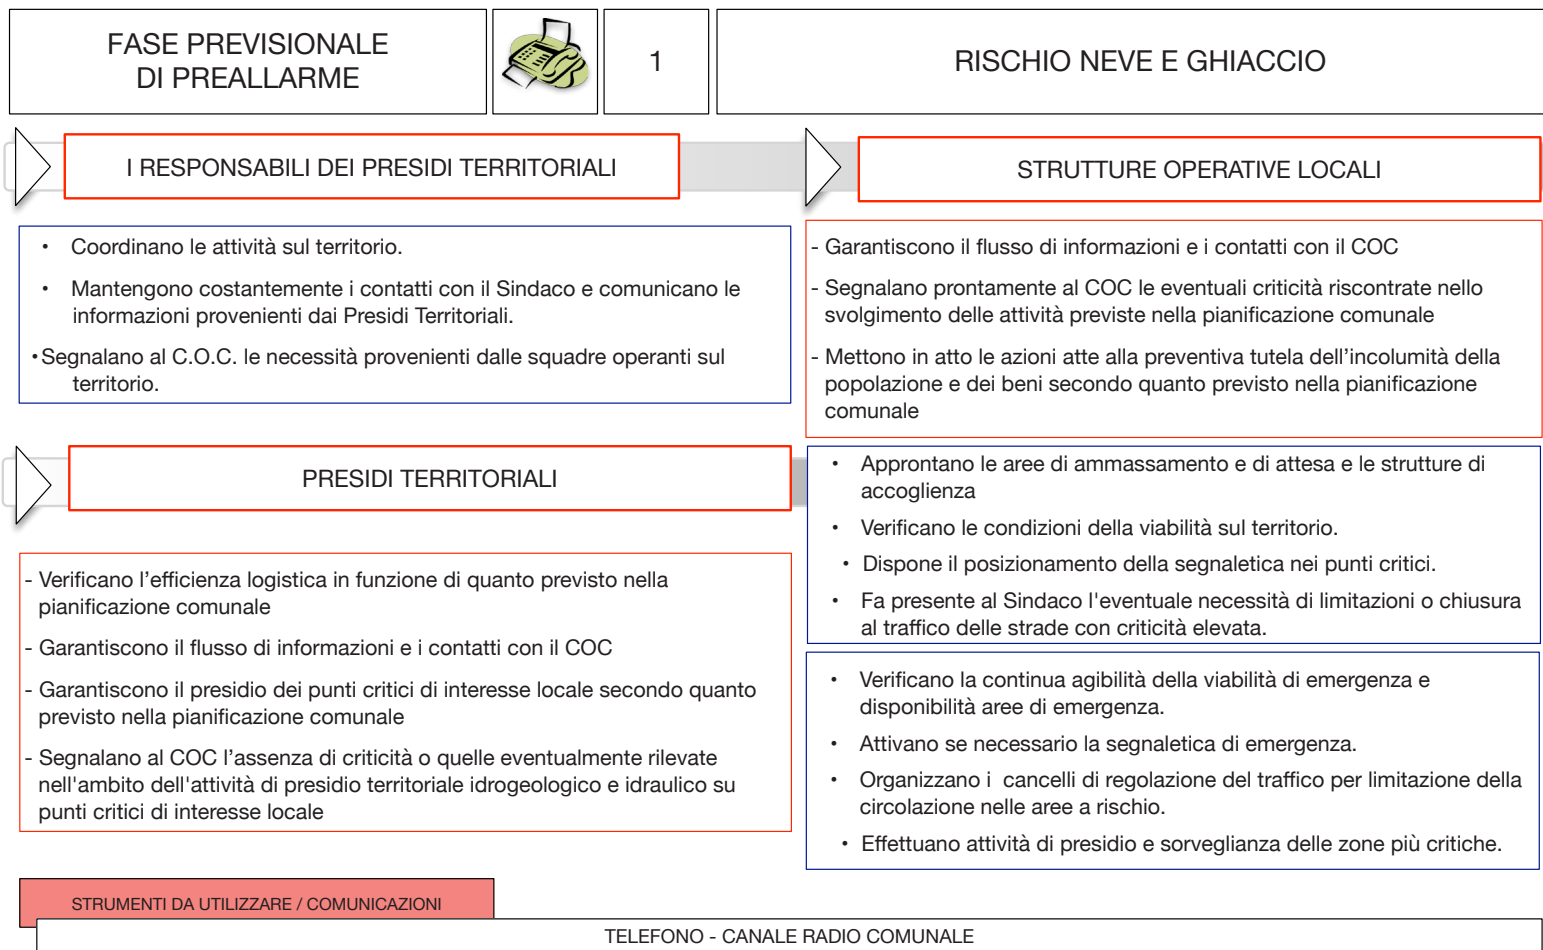 FASE PREVISIONALE
DI PREALLARME
1
RISCHIO NEVE E GHIACCIO
I RESPONSABILI DEI PRESIDI TERRITORIALI
• Coordinano le attività sul territorio.
• Mantengono costantemente i contatti con il Sindaco e comunicano le
informazioni provenienti dai Presidi Territoriali.
• Segnalano al C.O.C. le necessità provenienti dalle squadre operanti sul
territorio.
PRESIDI TERRITORIALI
- Verificano l'efficienza logistica in funzione di quanto previsto nella
pianificazione comunale
- Garantiscono il flusso di informazioni e i contatti con il COC
- Garantiscono il presidio dei punti critici di interesse locale secondo quanto
previsto nella pianificazione comunale
- Segnalano al COC l'assenza di criticità o quelle eventualmente rilevate
nell'ambito dell'attività di presidio territoriale idrogeologico e idraulico su
punti critici di interesse locale
STRUTTURE OPERATIVE LOCALI
- Garantiscono il flusso di informazioni e i contatti con il COC
- Segnalano prontamente al COC le eventuali criticità riscontrate nello
svolgimento delle attività previste nella pianificazione comunale
- Mettono in atto le azioni atte alla preventiva tutela dell'incolumità della
popolazione e dei beni secondo quanto previsto nella pianificazione
comunale
• Approntano le aree di ammassamento e di attesa e le strutture di
accoglienza
• Verificano le condizioni della viabilità sul territorio.
• Dispone il posizionamento della segnaletica nei punti critici.
• Fa presente al Sindaco l'eventuale necessità di limitazioni o chiusura
al traffico delle strade con criticità elevata.
• Verificano la continua agibilità della viabilità di emergenza e
disponibilità aree di emergenza.
• Attivano se necessario la segnaletica di emergenza.
• Organizzano i cancelli di regolazione del traffico per limitazione della
circolazione nelle aree a rischio.
• Effettuano attività di presidio e sorveglianza delle zone più critiche.
STRUMENTI DA UTILIZZARE / COMUNICAZIONI
TELEFONO - CANALE RADIO COMUNALE